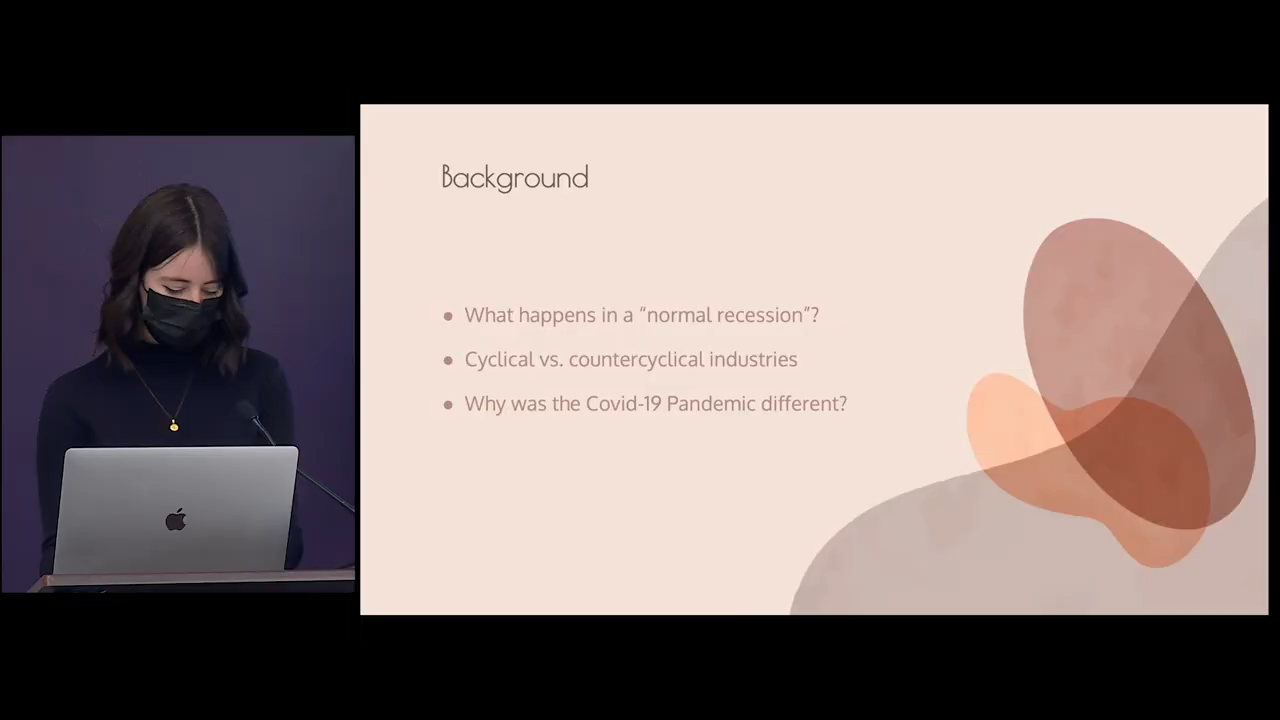 Background
● What happens in a “normal recession”?
● Cyclical vs. countercyclical industries
● Why was the Covid-19 Pandemic different?